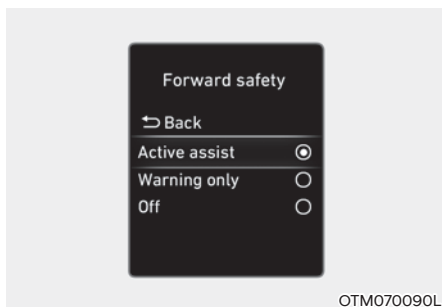 Forward safety
Back
Active assist
Warning only
Off
OTM070090L